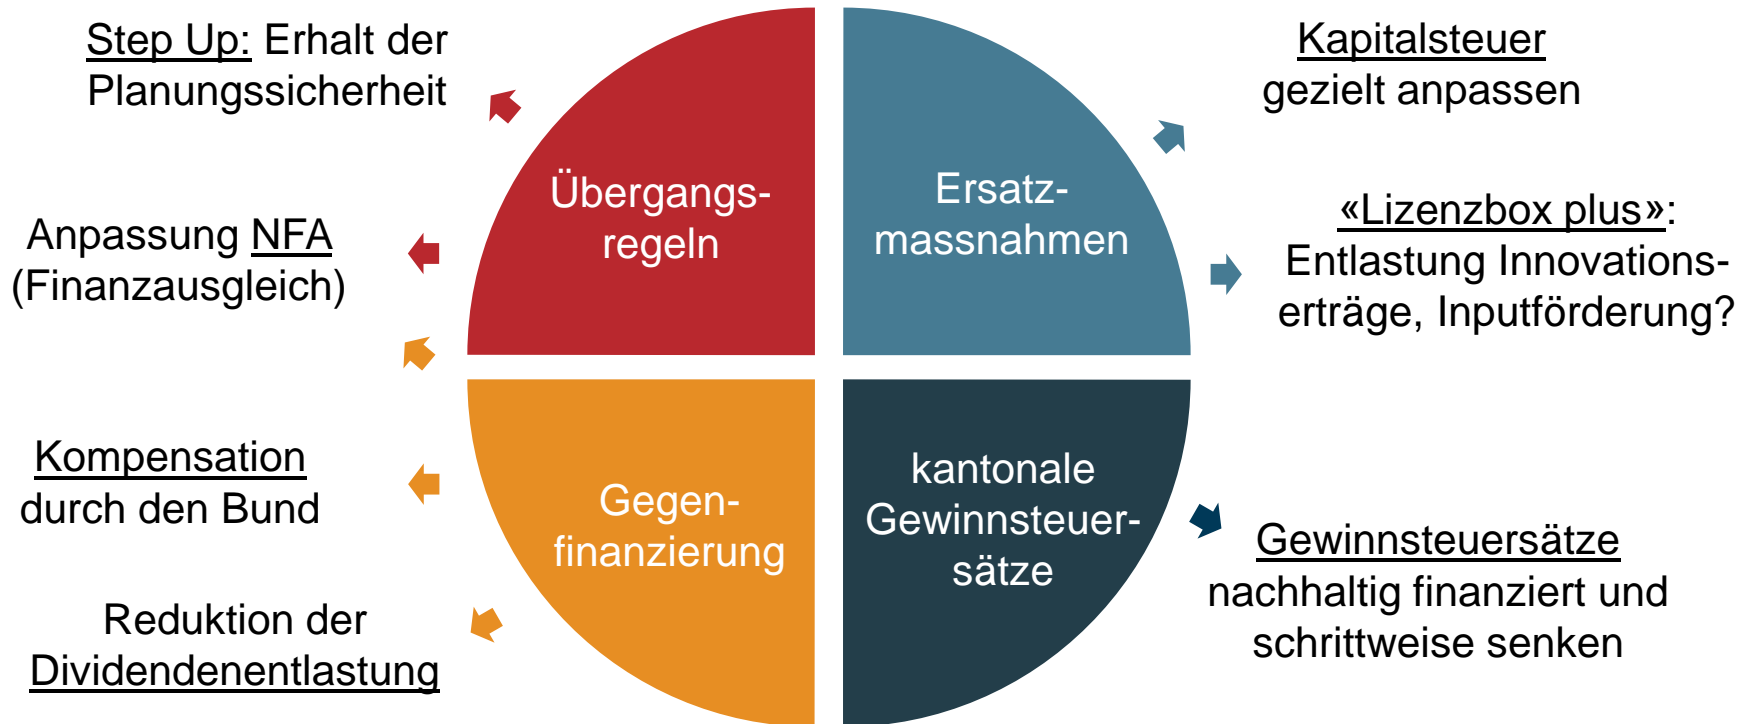 Step Up: Erhalt der
Planungssicherheit
Anpassung NFA
(Finanzausgleich)
Kompensation
durch den Bund
Reduktion der
Dividendenentlastung
Übergangs-
regeln
Ersatz-
massnahmen
Gegen-
finanzierung
kantonale
Gewinnsteuer-
sätze
Kapitalsteuer
gezielt anpassen
«Lizenzbox plus»:
Entlastung Innovations-
erträge, Inputförderung?
Gewinnsteuersätze
nachhaltig finanziert und
schrittweise senken